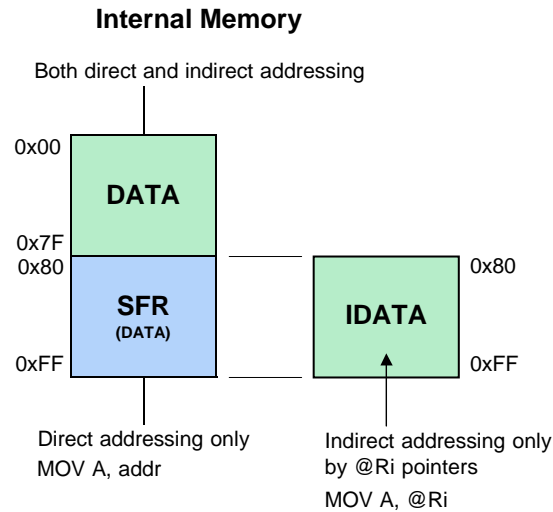 Internal Memory
Both direct and indirect addressing
0x00
DATA
0x7F
0x80
SFR
(DATA)
0xFF
0x80
IDATA
0xFF
Direct addressing only
MOV A, addr
Indirect addressing only
by @Ri pointers
MOV A, @Ri